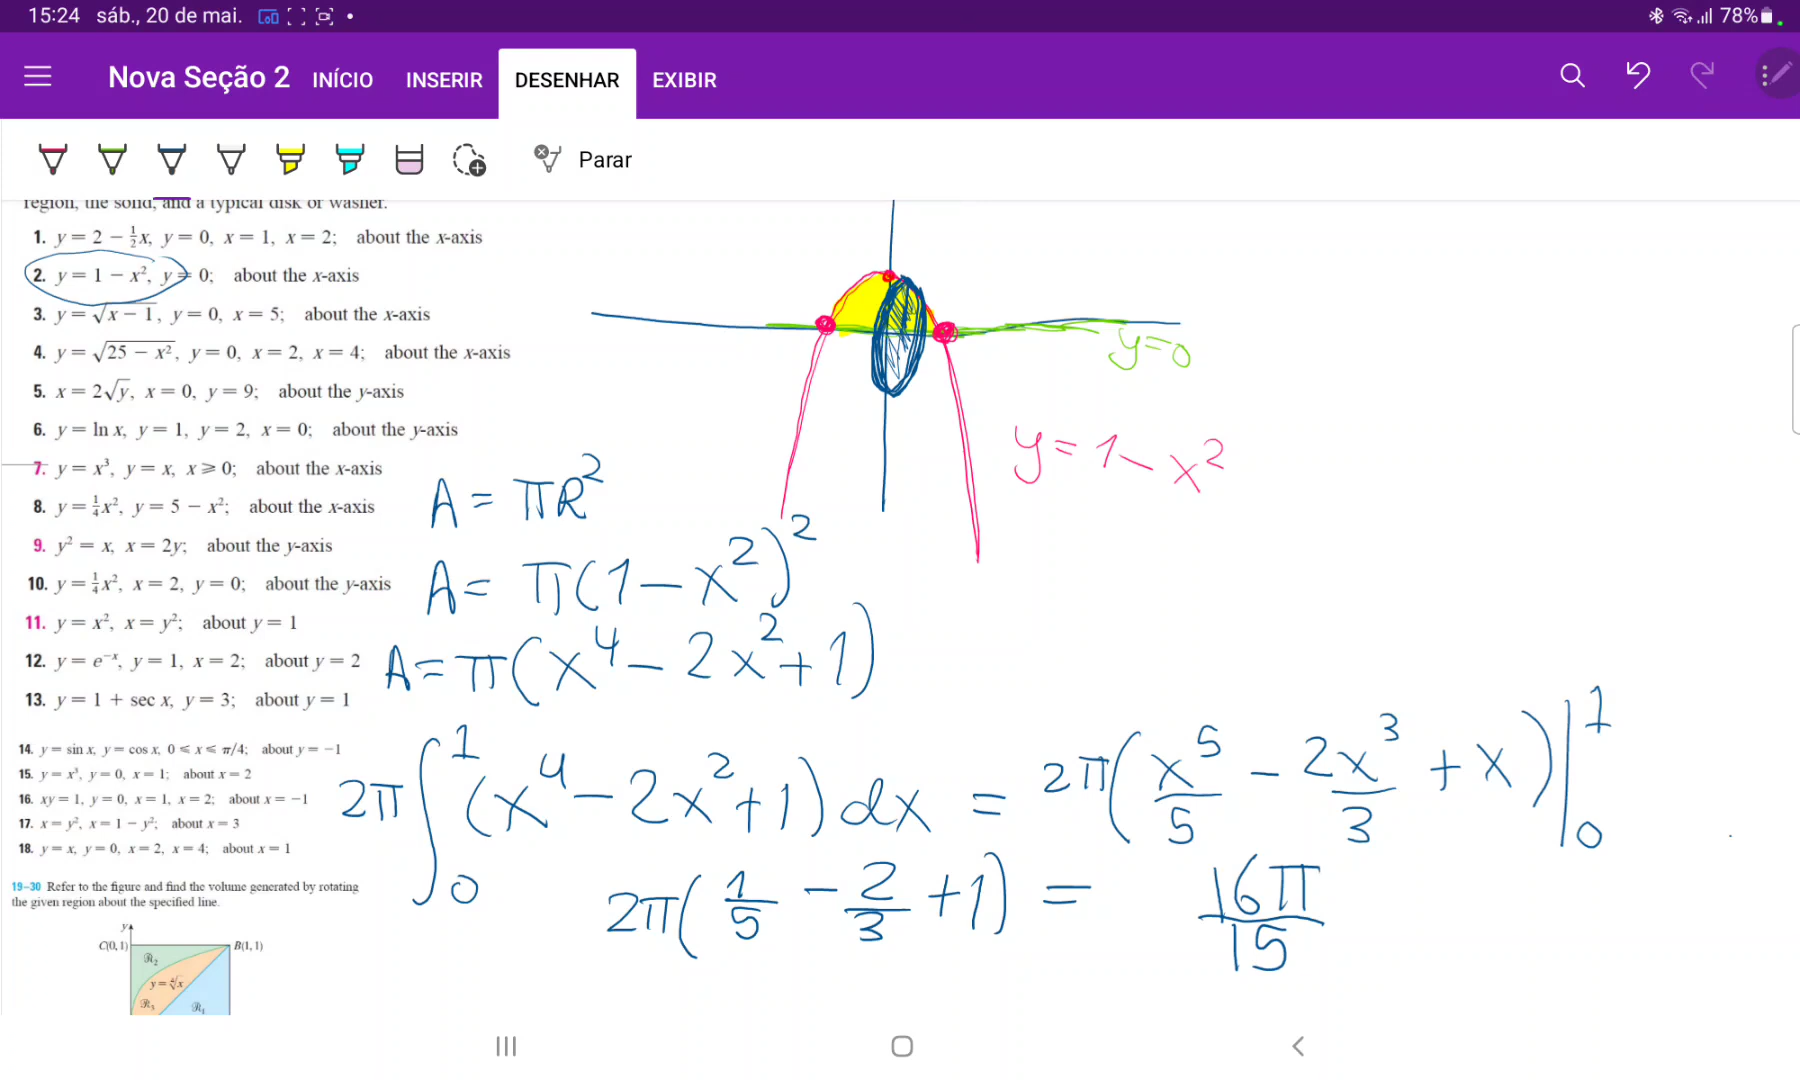 15:24 sáb., 20 de mai. 78%
Nova Seção 2 INÍCIO INSERIR DESENHAR EXIBIR
Parar
region, the solid, and a typical disk or washer.
1. y = 2 − ½x, y = 0, x = 1, x = 2; about the x-axis
2. y = 1 − x², y = 0; about the x-axis
3. y = √(x − 1), y = 0, x = 5; about the x-axis
4. y = √(25 − x²), y = 0, x = 2, x = 4; about the x-axis
5. x = 2√y, x = 0, y = 9; about the y-axis
6. y = ln x, y = 1, y = 2, x = 0; about the y-axis
7. y = x³, y = x, x ⩾ 0; about the x-axis
8. y = ¼x², y = 5 − x²; about the x-axis
9. y² = x, x = 2y; about the y-axis
10. y = ¼x², x = 2, y = 0; about the y-axis
11. y = x², x = y²; about y = 1
12. y = e⁻ˣ, y = 1, x = 2; about y = 2
13. y = 1 + sec x, y = 3; about y = 1
14. y = sin x, y = cos x, 0 ⩽ x ⩽ π/4; about y = −1
15. y = x³, y = 0, x = 1; about x = 2
16. xy = 1, y = 0, x = 1, x = 2; about x = −1
17. x = y², x = 1 − y²; about x = 3
18. y = x, y = 0, x = 2, x = 4; about x = 1
19–30 Refer to the figure and find the volume generated by rotating
the given region about the specified line.
y
C(0, 1) B(1, 1)
ℛ₂
y = ∜x
ℛ₃ ℛ₁
y=0
y = 1 − x²
A = πR²
A = π(1 − x²)²
A = π(x⁴ − 2x² + 1)
2π ∫₀¹ (x⁴ − 2x² + 1) dx = 2π(x⁵/5 − 2x³/3 + x)|₀¹
2π(1/5 − 2/3 + 1) = 16π/15